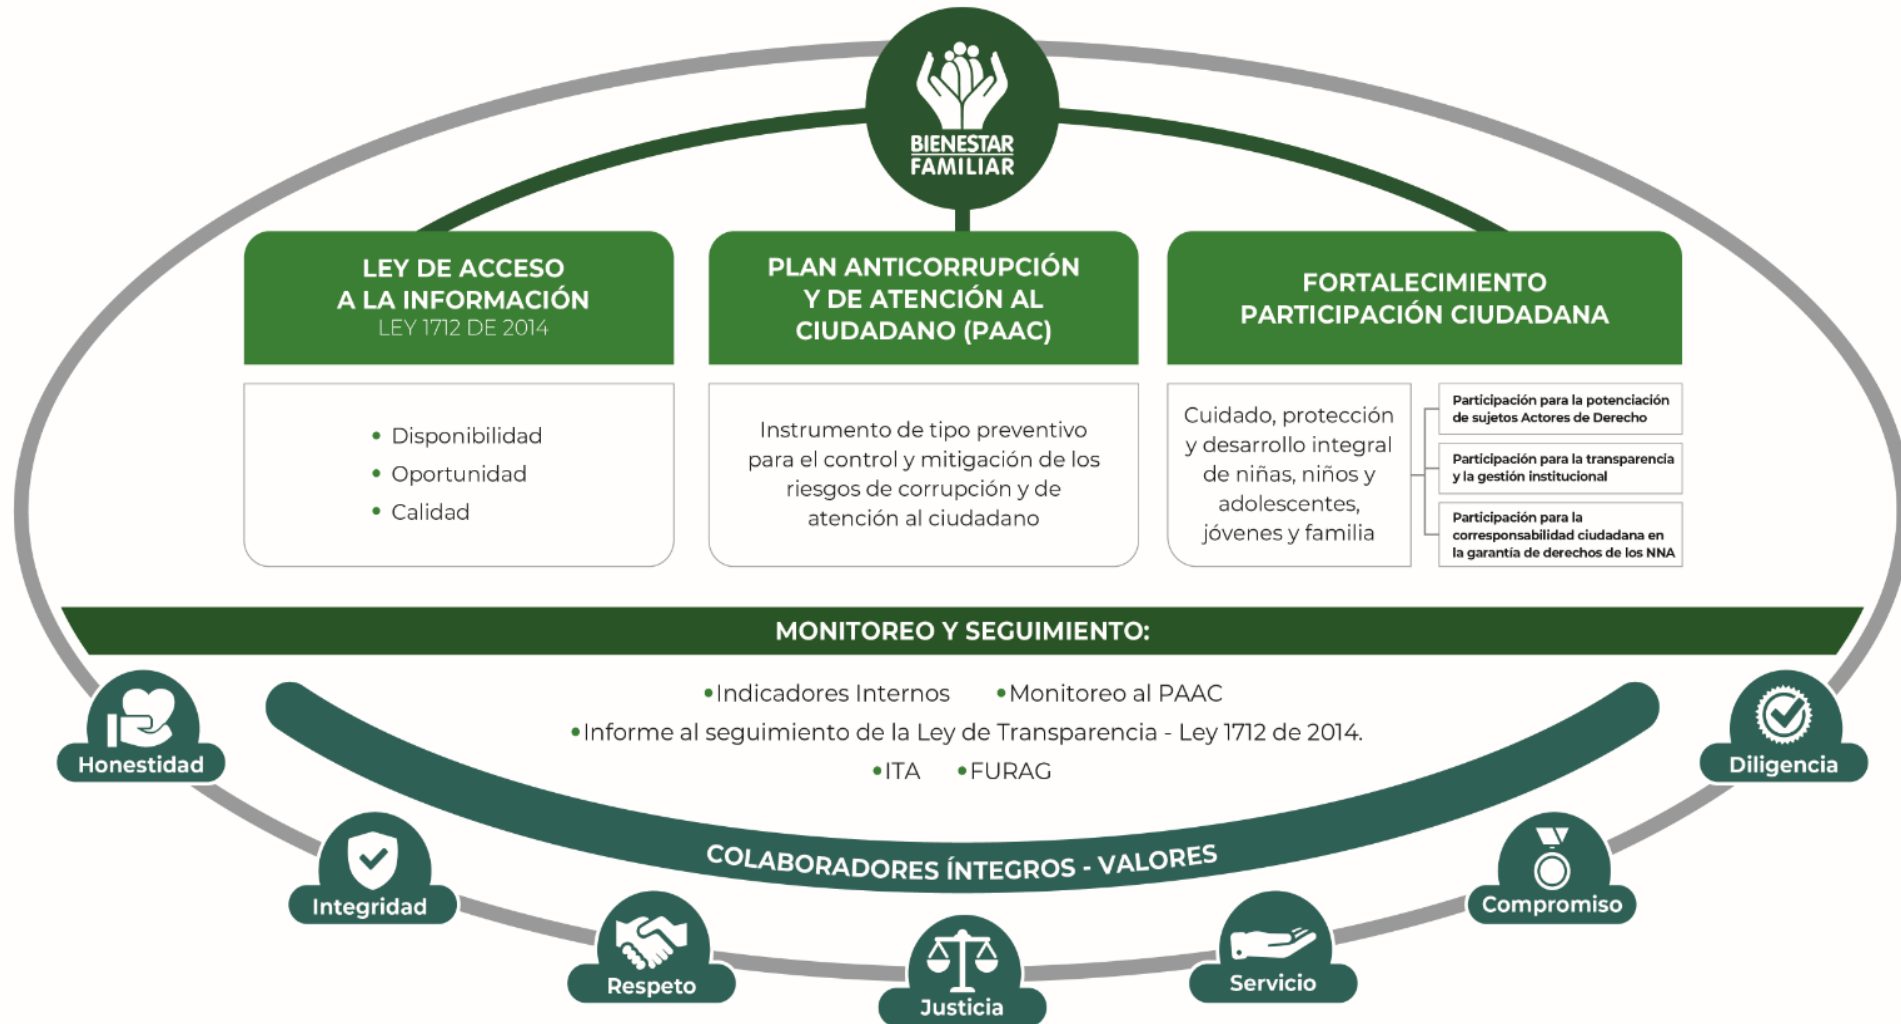 BIENESTAR
FAMILIAR
LEY DE ACCESO
A LA INFORMACIÓN
LEY 1712 DE 2014
• Disponibilidad
• Oportunidad
• Calidad
PLAN ANTICORRUPCIÓN
Y DE ATENCIÓN AL
CIUDADANO (PAAC)
Instrumento de tipo preventivo
para el control y mitigación de los
riesgos de corrupción y de
atención al ciudadano
FORTALECIMIENTO
PARTICIPACIÓN CIUDADANA
Cuidado, protección
y desarrollo integral
de niñas, niños y
adolescentes,
jóvenes y familia
Participación para la potenciación
de sujetos Actores de Derecho
Participación para la transparencia
y la gestión institucional
Participación para la
corresponsabilidad ciudadana en
la garantía de derechos de los NNA
MONITOREO Y SEGUIMIENTO:
•Indicadores Internos •Monitoreo al PAAC
•Informe al seguimiento de la Ley de Transparencia - Ley 1712 de 2014.
•ITA •FURAG
COLABORADORES ÍNTEGROS - VALORES
Honestidad
Integridad
Respeto
Justicia
Servicio
Compromiso
Diligencia